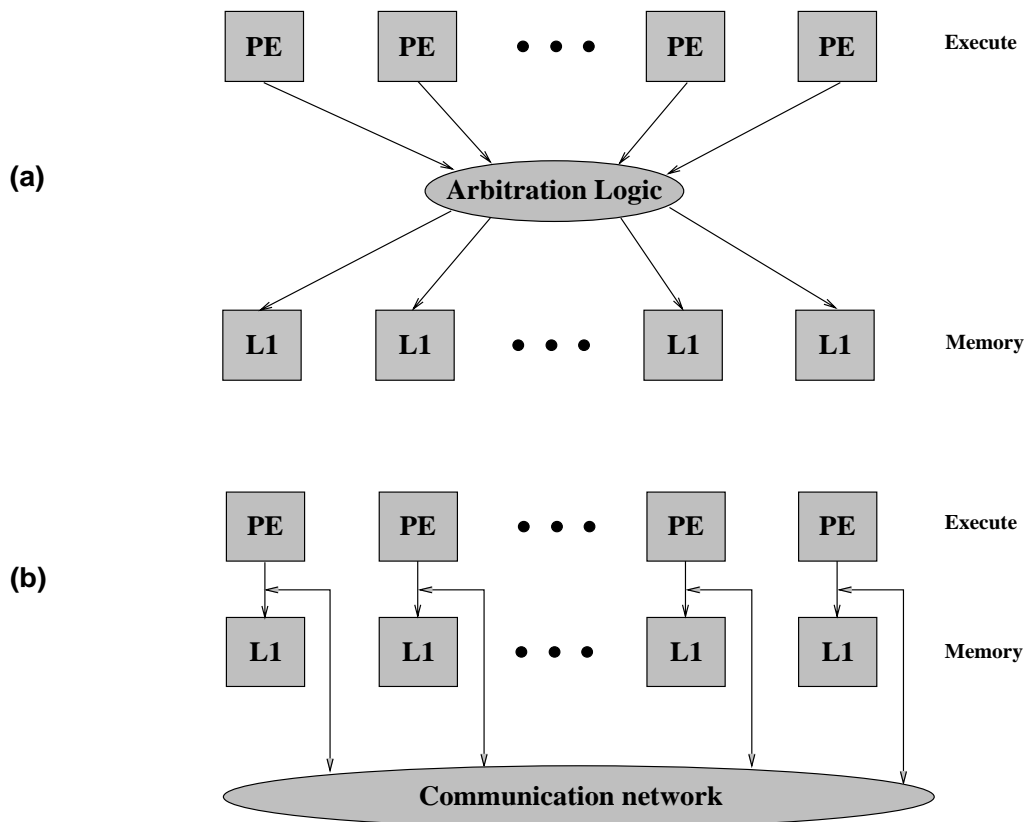 PE PE PE PE Execute
(a)
Arbitration Logic
L1 L1 L1 L1 Memory
PE PE PE PE Execute
(b)
L1 L1 L1 L1 Memory
Communication network